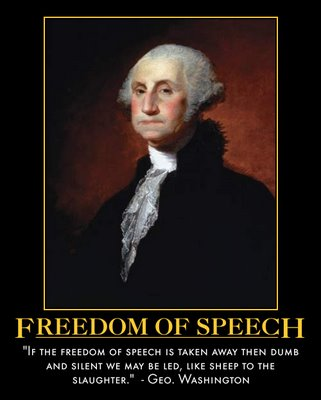 FREEDOM OF SPEECH
"If the freedom of speech is taken away then dumb
and silent we may be led, like sheep to the
slaughter." - Geo. Washington